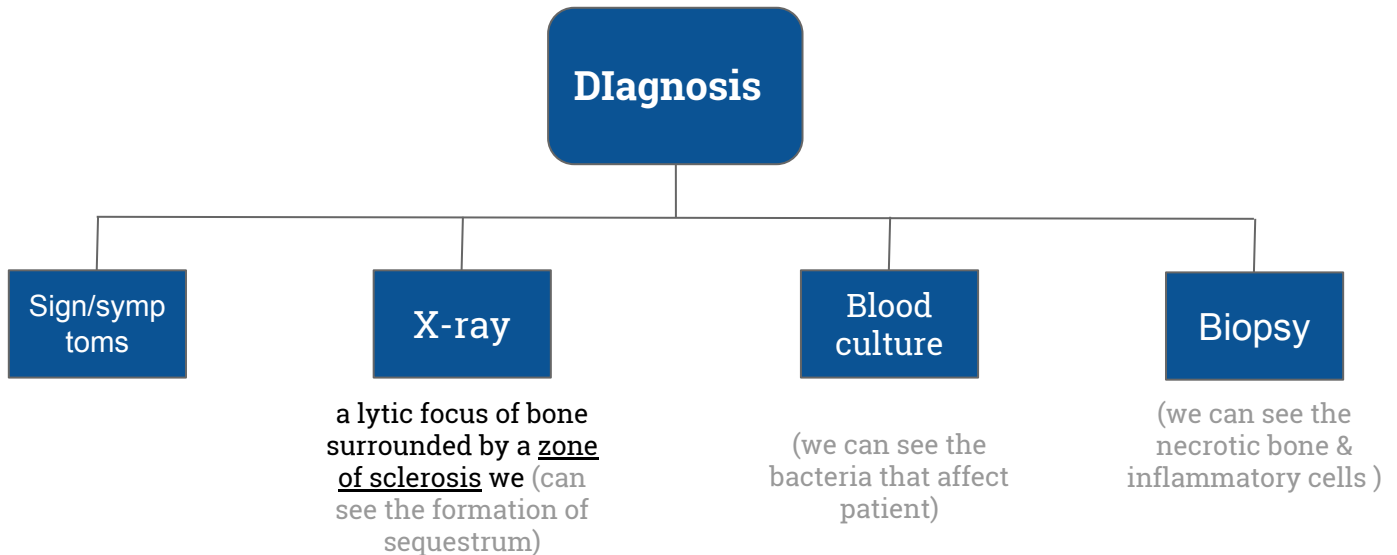 DIagnosis
Sign/symp
toms
X-ray
Blood
culture
Biopsy
a lytic focus of bone
surrounded by a zone
of sclerosis we (can
see the formation of
sequestrum)
(we can see the
bacteria that affect
patient)
(we can see the
necrotic bone &
inflammatory cells )